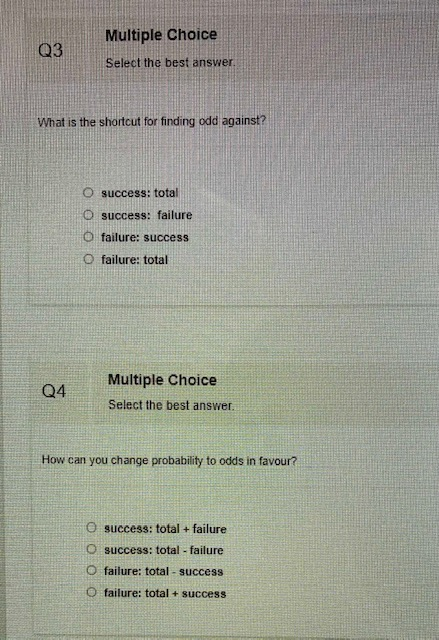 Q3
Multiple Choice
Select the best answer.
What is the shortcut for finding odd against?
success: total
success: failure
failure: success
failure: total
Q4
Multiple Choice
Select the best answer.
How can you change probability to odds in favour?
success: total + failure
success: total - failure
failure: total - success
failure: total + success